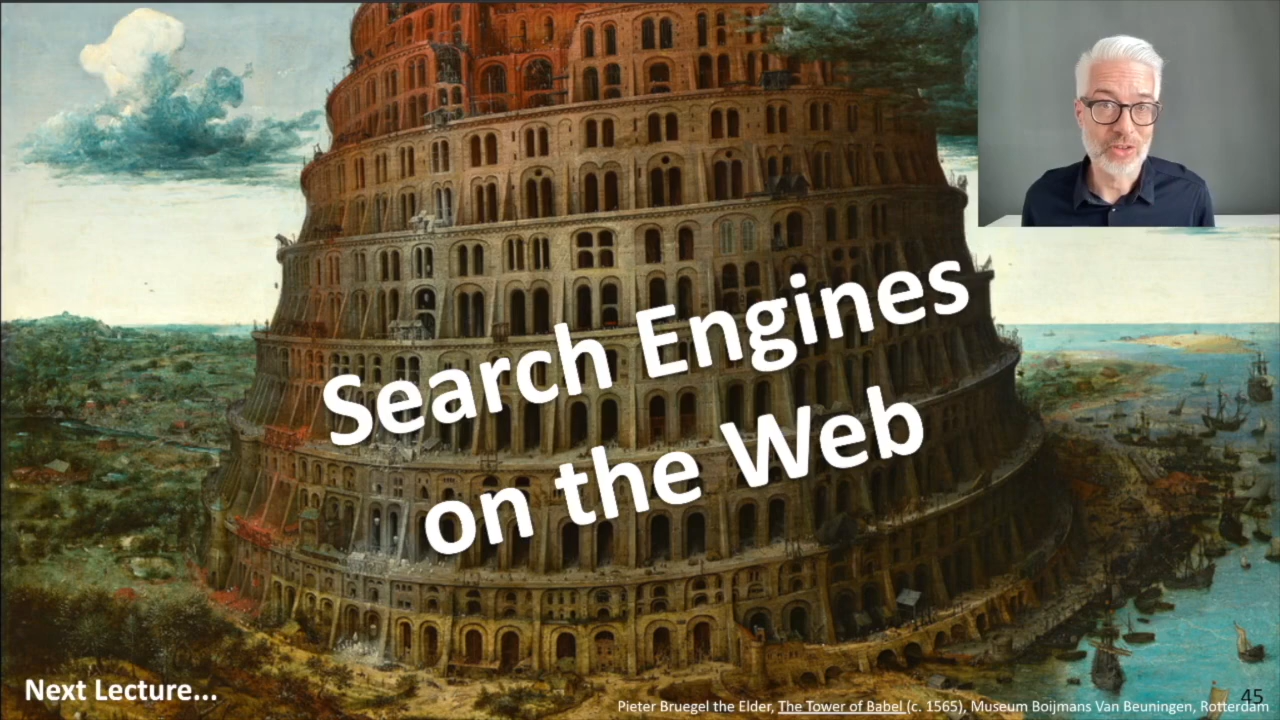 Search Engines
on the Web
Next Lecture...
45
Pieter Bruegel the Elder, The Tower of Babel (c. 1565), Museum Boijmans Van Beuningen, Rotterdam